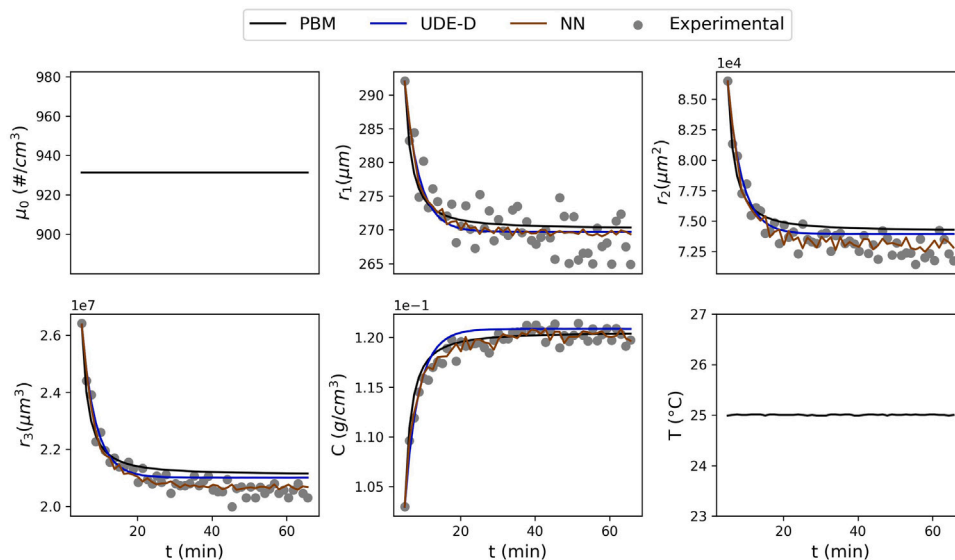 PBM UDE-D NN Experimental
980
960
940
920
900
μ₀ (#/cm³)
290
285
280
275
270
265
r₁(μm)
1e4
8.50
8.25
8.00
7.75
7.50
7.25
r₂(μm²)
1e7
2.6
2.4
2.2
2.0
r₃(μm³)
20 40 60
t (min)
1e−1
1.20
1.15
1.10
1.05
C (g/cm³)
20 40 60
t (min)
27
26
25
24
23
T (°C)
20 40 60
t (min)